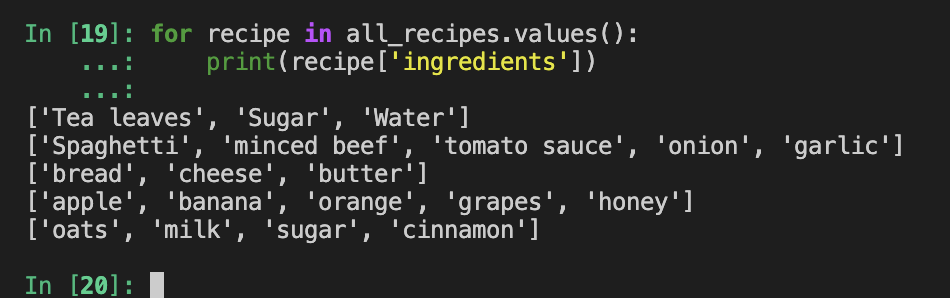 In [19]: for recipe in all_recipes.values():
    ...:     print(recipe['ingredients'])
    ...:
['Tea leaves', 'Sugar', 'Water']
['Spaghetti', 'minced beef', 'tomato sauce', 'onion', 'garlic']
['bread', 'cheese', 'butter']
['apple', 'banana', 'orange', 'grapes', 'honey']
['oats', 'milk', 'sugar', 'cinnamon']
In [20]: